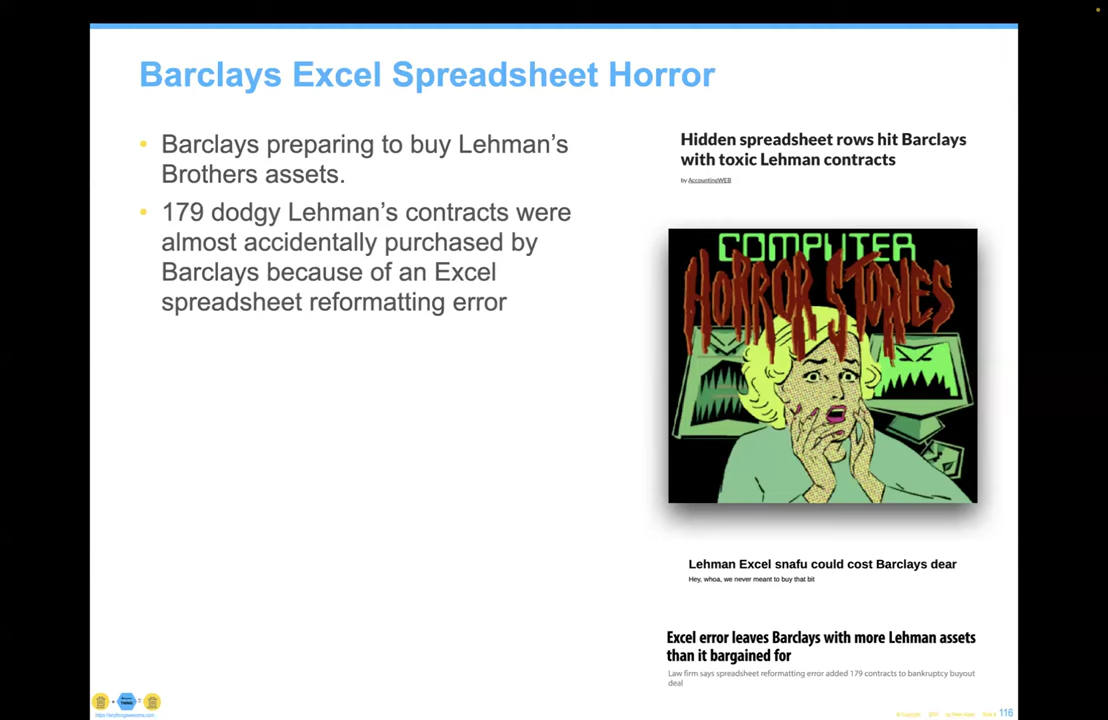 Barclays Excel Spreadsheet Horror
• Barclays preparing to buy Lehman's
Brothers assets.
• 179 dodgy Lehman's contracts were
almost accidentally purchased by
Barclays because of an Excel
spreadsheet reformatting error
Hidden spreadsheet rows hit Barclays
with toxic Lehman contracts
by AccountingWEB
COMPUTER
HORROR STORIES
Lehman Excel snafu could cost Barclays dear
Hey, whoa, we never meant to buy that bit
Excel error leaves Barclays with more Lehman assets
than it bargained for
Law firm says spreadsheet reformatting error added 179 contracts to bankruptcy buyout
deal
116